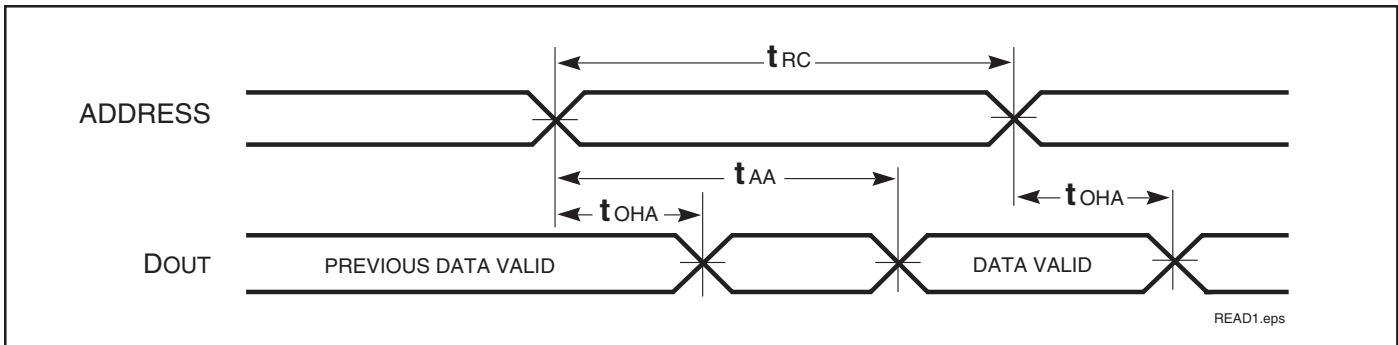 tRC
ADDRESS
tAA
tOHA
tOHA
DOUT
PREVIOUS DATA VALID
DATA VALID
READ1.eps